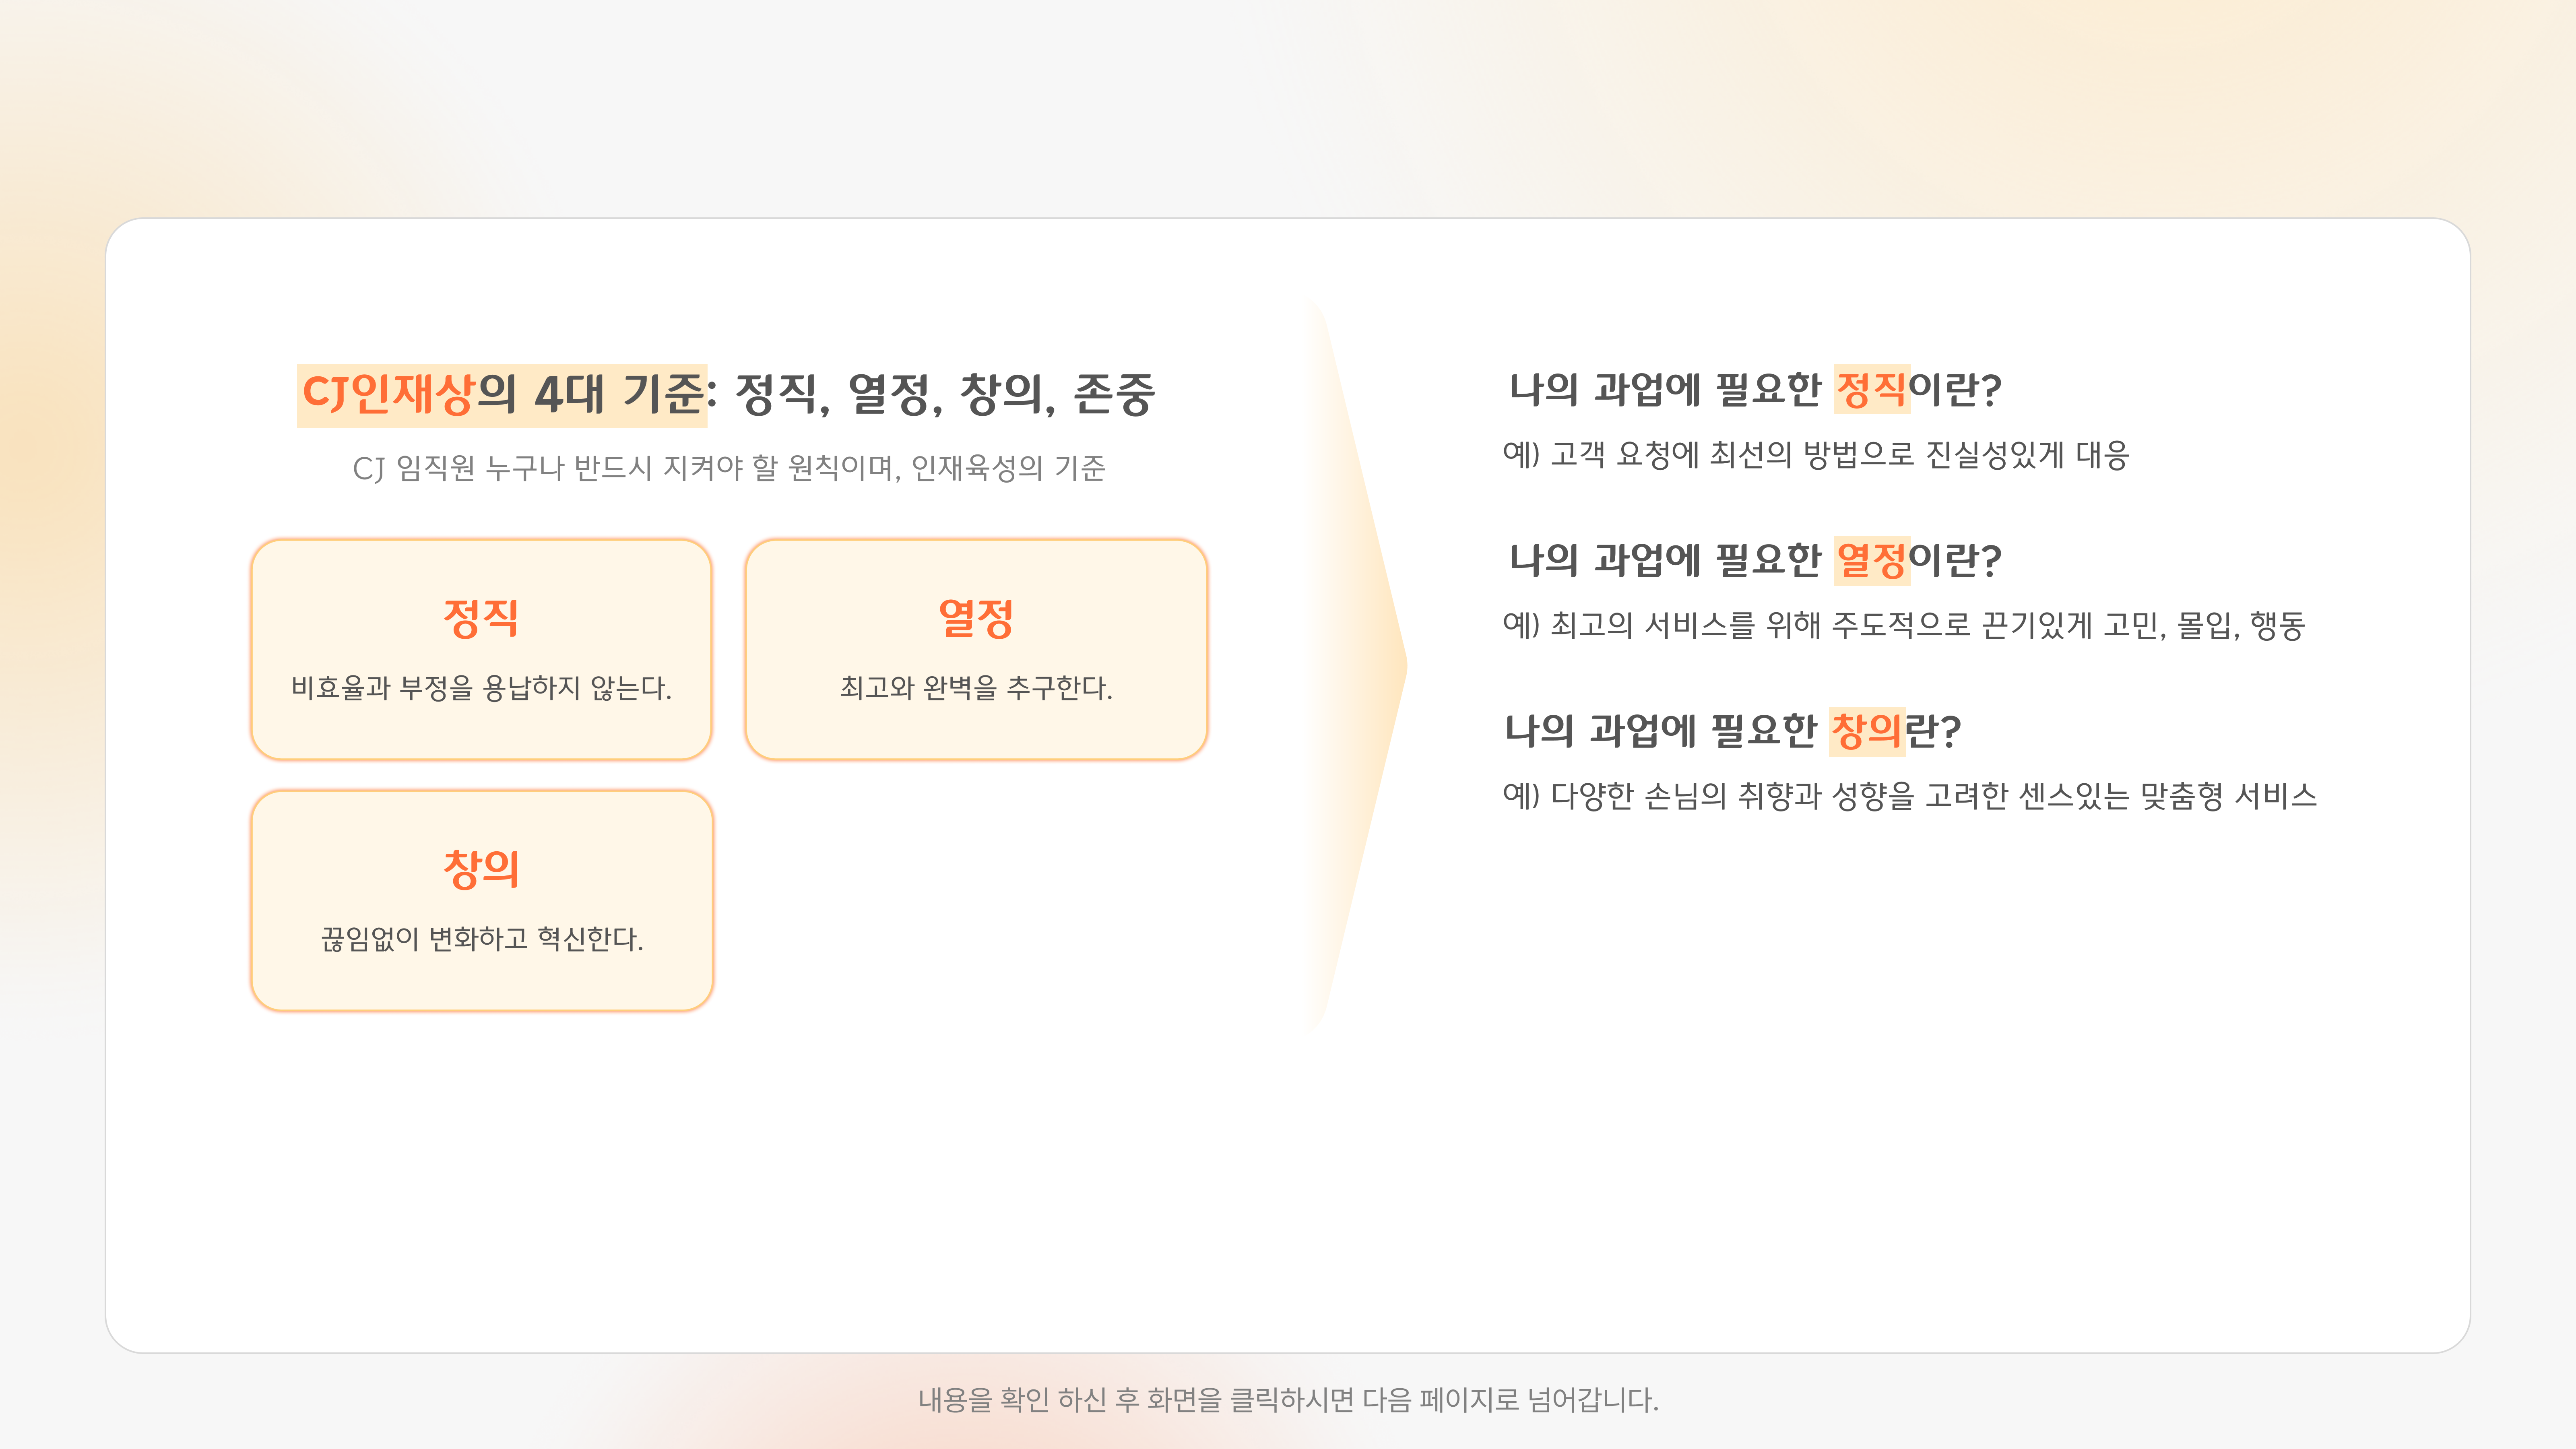 CJ인재상의 4대 기준: 정직, 열정, 창의, 존중
CJ 임직원 누구나 반드시 지켜야 할 원칙이며, 인재육성의 기준
정직
비효율과 부정을 용납하지 않는다.
열정
최고와 완벽을 추구한다.
창의
끊임없이 변화하고 혁신한다.
나의 과업에 필요한 정직이란?
예) 고객 요청에 최선의 방법으로 진실성있게 대응
나의 과업에 필요한 열정이란?
예) 최고의 서비스를 위해 주도적으로 끈기있게 고민, 몰입, 행동
나의 과업에 필요한 창의란?
예) 다양한 손님의 취향과 성향을 고려한 센스있는 맞춤형 서비스
내용을 확인 하신 후 화면을 클릭하시면 다음 페이지로 넘어갑니다.